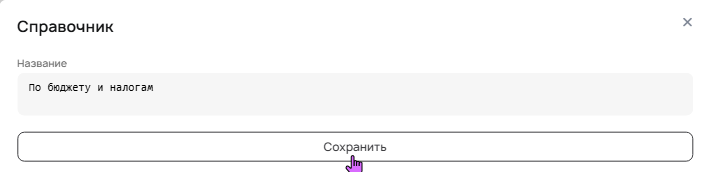 Справочник
Название
По бюджету и налогам
Сохранить